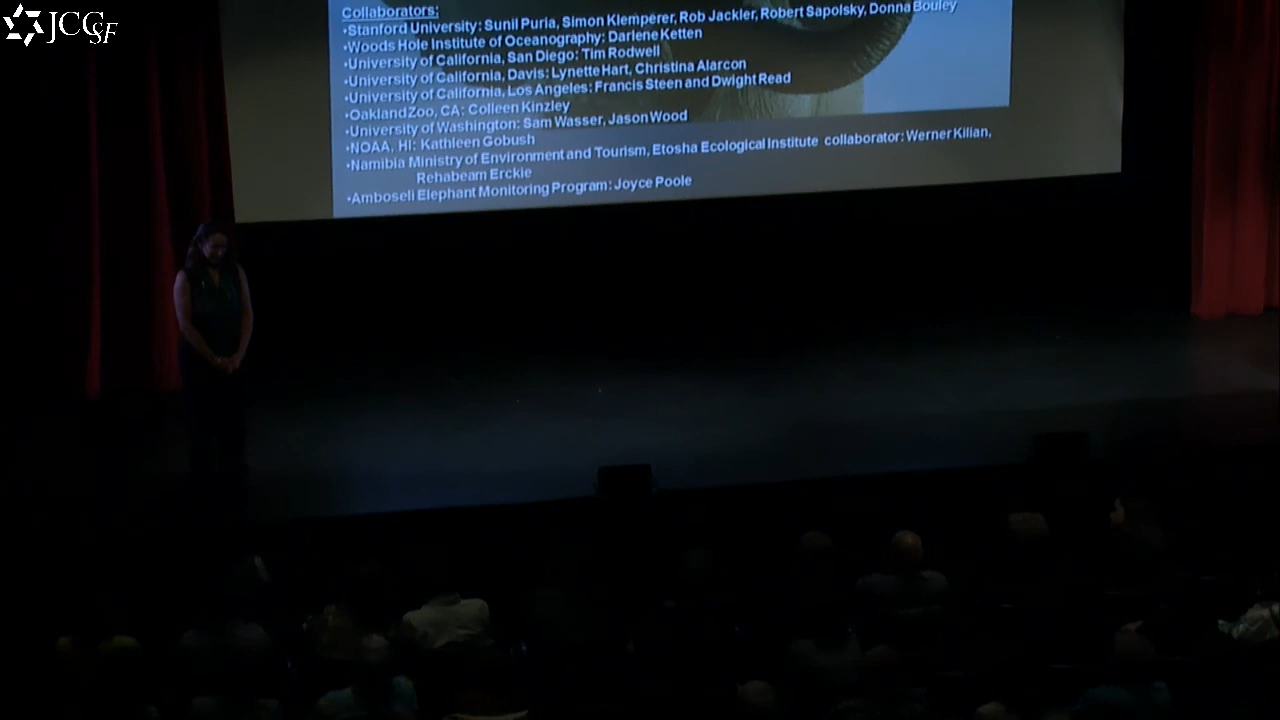 JCCSF
Collaborators:
•Stanford University: Sunil Puria, Simon Klemperer, Rob Jackler, Robert Sapolsky, Donna Bouley
•Woods Hole Institute of Oceanography: Darlene Ketten
•University of California, San Diego: Tim Rodwell
•University of California, Davis: Lynette Hart, Christina Alarcon
•University of California, Los Angeles: Francis Steen and Dwight Read
•Oakland Zoo, CA: Colleen Kinzley
•University of Washington: Sam Wasser, Jason Wood
•NOAA, HI: Kathleen Gobush
•Namibia Ministry of Environment and Tourism, Etosha Ecological Institute collaborator: Werner Kilian,
Rehabeam Erckie
•Amboseli Elephant Monitoring Program: Joyce Poole